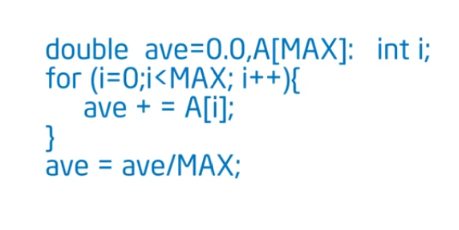 double ave=0.0,A[MAX]: int i;
for (i=0;i<MAX; i++){
ave + = A[i];
}
ave = ave/MAX;